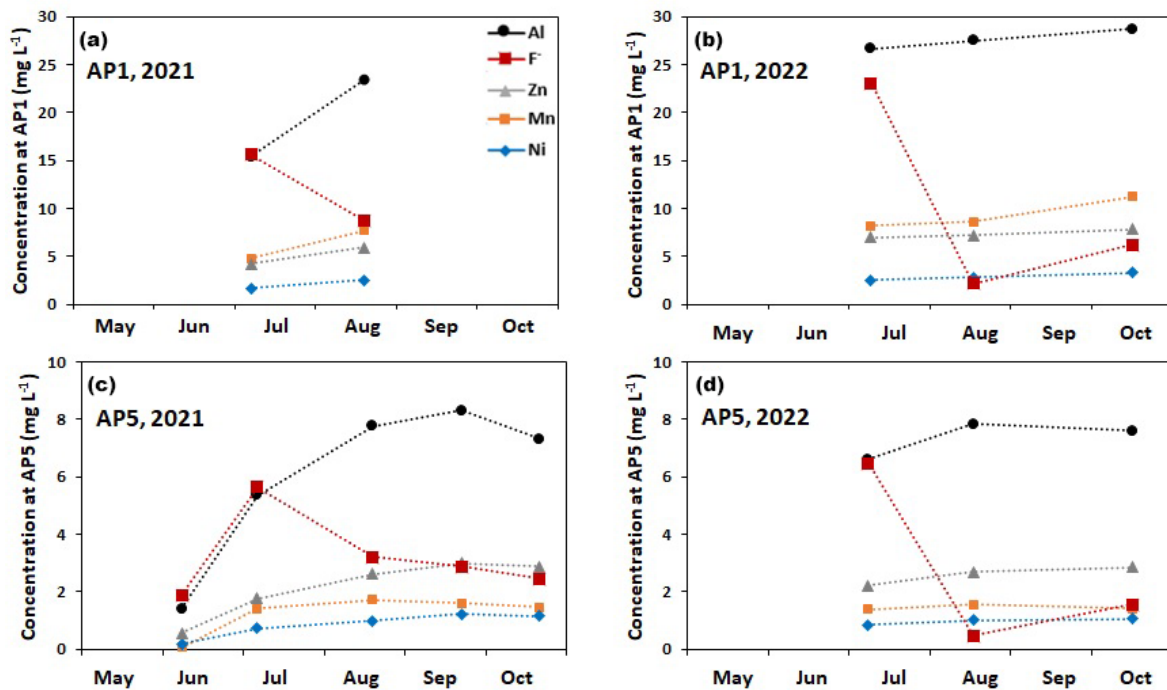 (a)
AP1, 2021
Al
F-
Zn
Mn
Ni
Concentration at AP1 (mg L-1)
30
25
20
15
10
5
0
May Jun Jul Aug Sep Oct
(b)
AP1, 2022
Concentration at AP1 (mg L-1)
30
25
20
15
10
5
0
May Jun Jul Aug Sep Oct
(c)
AP5, 2021
Concentration at AP5 (mg L-1)
10
8
6
4
2
0
May Jun Jul Aug Sep Oct
(d)
AP5, 2022
Concentration at AP5 (mg L-1)
10
8
6
4
2
0
May Jun Jul Aug Sep Oct